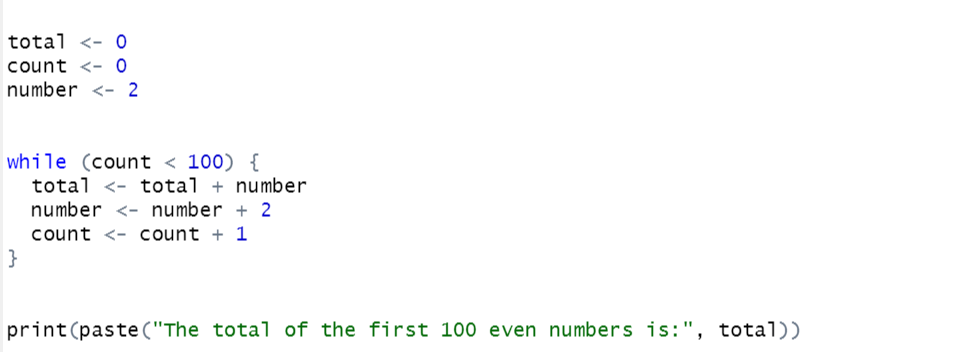 total <- 0
count <- 0
number <- 2
while (count < 100) {
  total <- total + number
  number <- number + 2
  count <- count + 1
}
print(paste("The total of the first 100 even numbers is:", total))